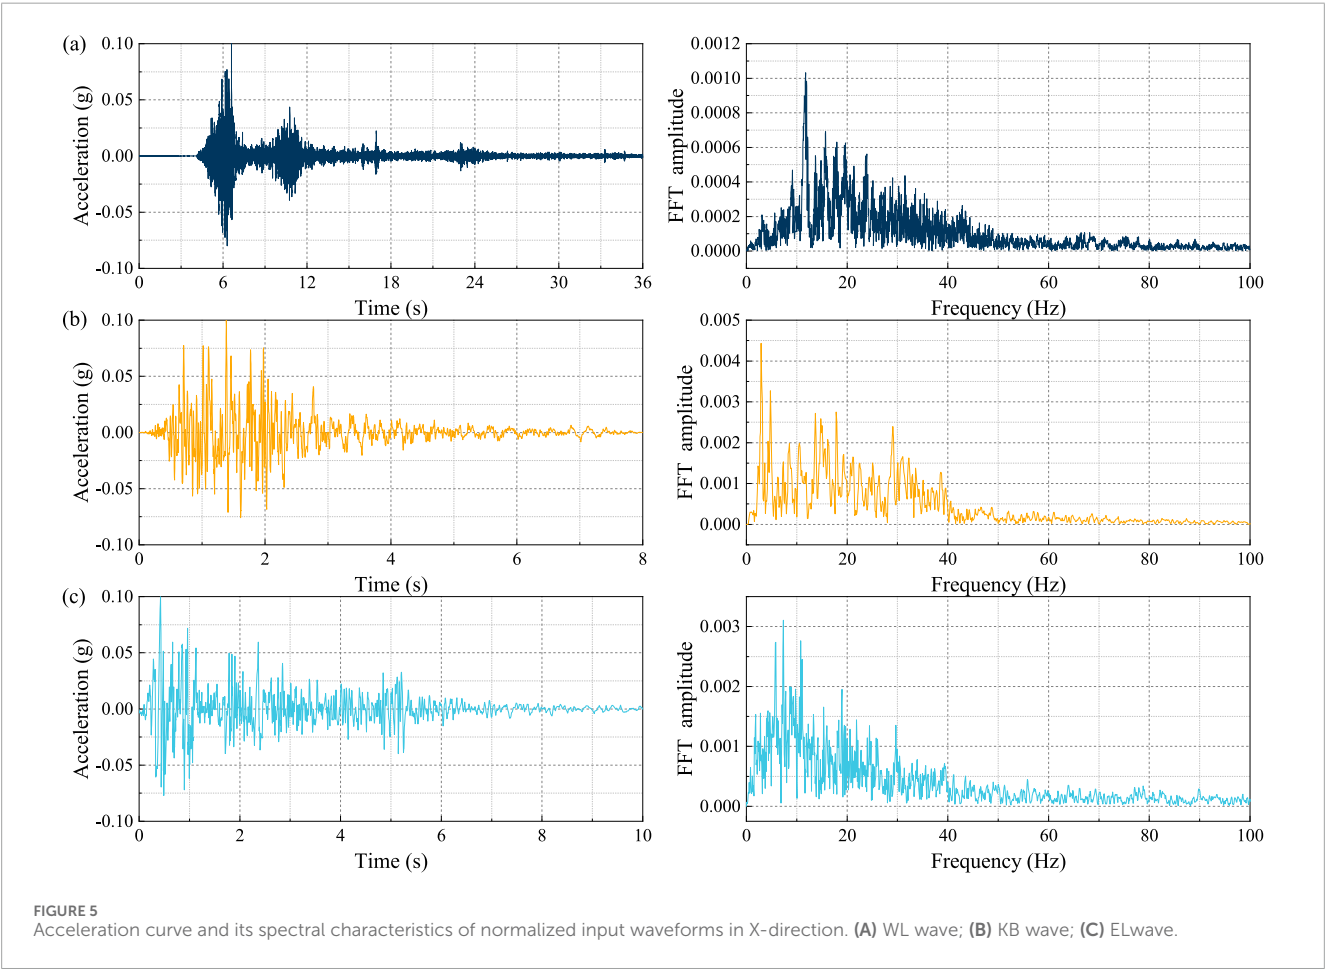 (a)
0.10
0.05
0.00
-0.05
-0.10
Acceleration (g)
0 6 12 18 24 30 36
Time (s)
0.0012
0.0010
0.0008
0.0006
0.0004
0.0002
0.0000
FFT amplitude
0 20 40 60 80 100
Frequency (Hz)
(b)
0.10
0.05
0.00
-0.05
-0.10
Acceleration (g)
0 2 4 6 8
Time (s)
0.005
0.004
0.003
0.002
0.001
0.000
FFT amplitude
0 20 40 60 80 100
Frequency (Hz)
(c)
0.10
0.05
0.00
-0.05
-0.10
Acceleration (g)
0 2 4 6 8 10
Time (s)
0.003
0.002
0.001
0.000
FFT amplitude
0 20 40 60 80 100
Frequency (Hz)
FIGURE 5
Acceleration curve and its spectral characteristics of normalized input waveforms in X-direction. (A) WL wave; (B) KB wave; (C) ELwave.